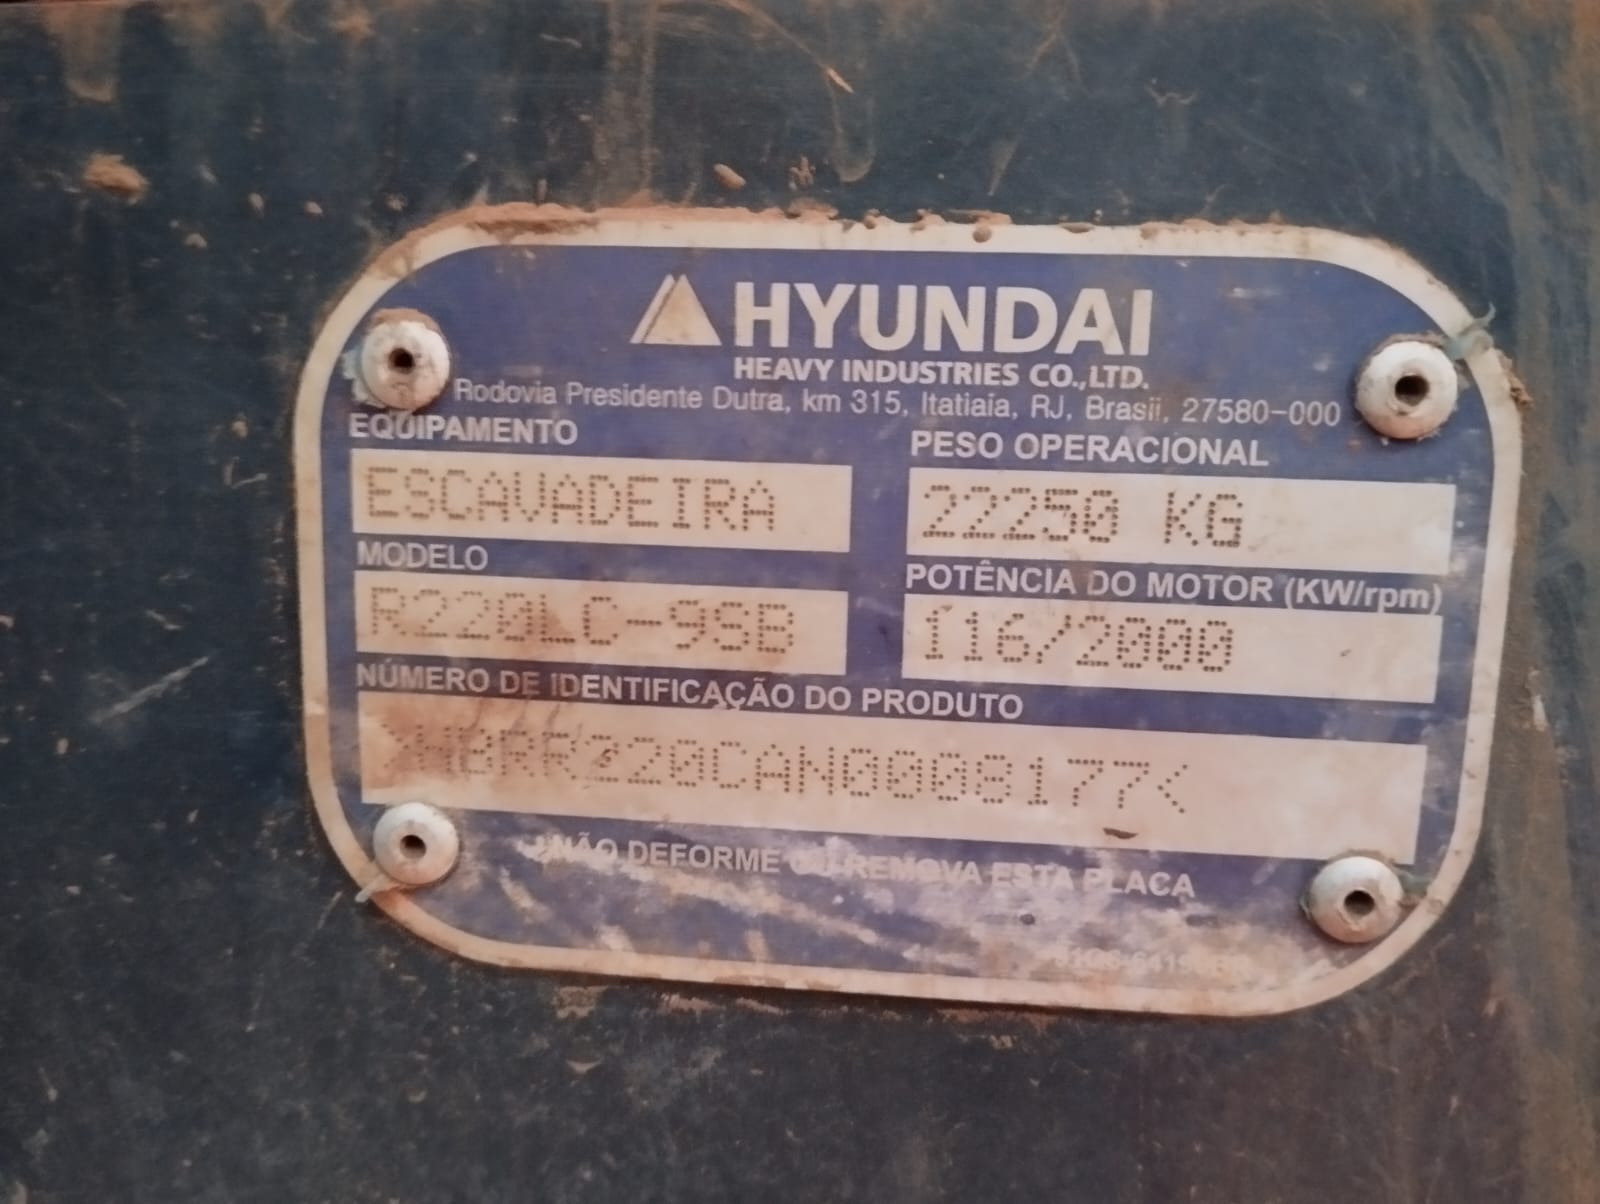 HYUNDAI
HEAVY INDUSTRIES CO.,LTD.
Rodovia Presidente Dutra, km 315, Itatiaia, RJ, Brasil, 27580-000
EQUIPAMENTO
ESCAVADEIRA
PESO OPERACIONAL
22250 KG
MODELO
R220LC-9SB
POTÊNCIA DO MOTOR (KW/rpm)
116/2000
NÚMERO DE IDENTIFICAÇÃO DO PRODUTO
NÃO DEFORME OU REMOVA ESTA PLACA